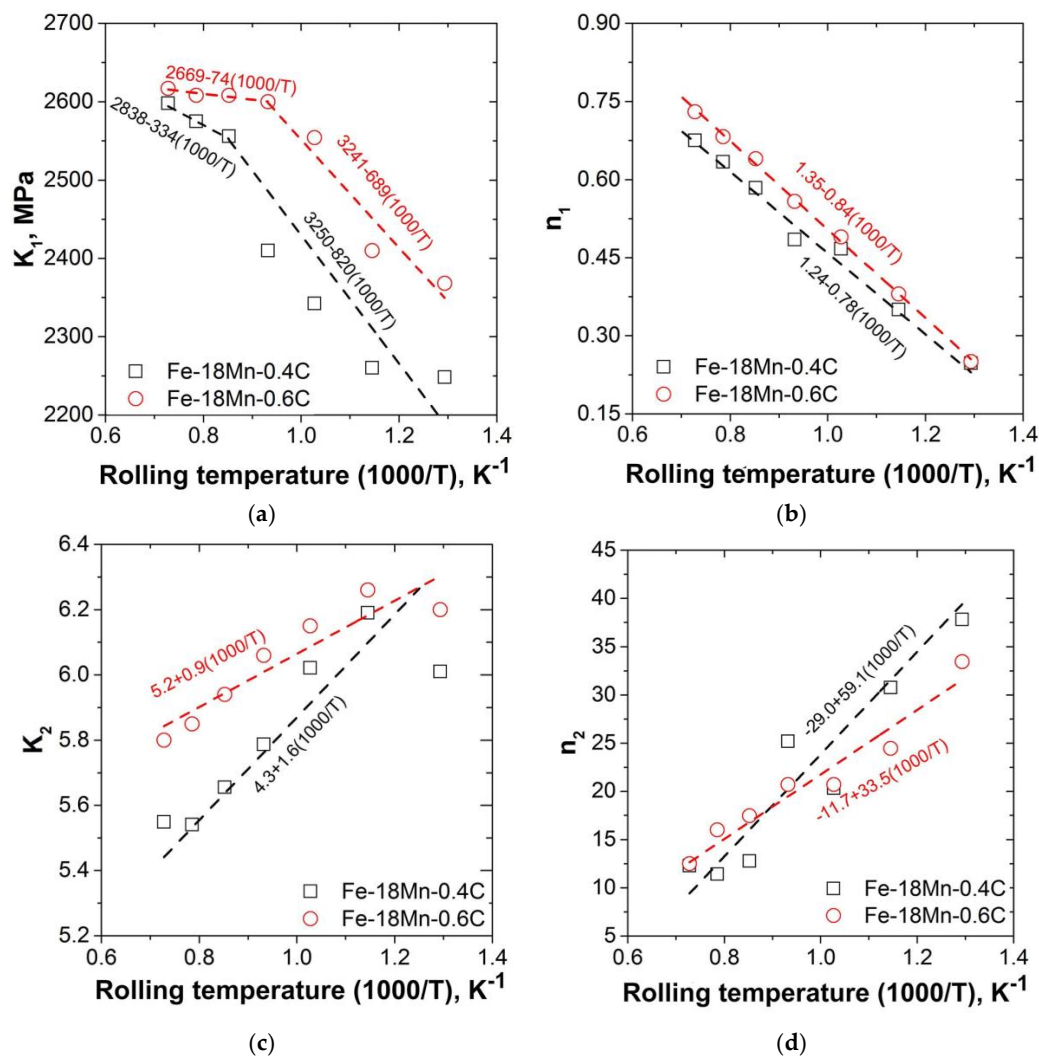 2700
2600
2500
2400
2300
2200
K1, MPa
2669-74(1000/T)
2838-334(1000/T)
3241-689(1000/T)
3250-820(1000/T)
Fe-18Mn-0.4C
Fe-18Mn-0.6C
0.6 0.8 1.0 1.2 1.4
Rolling temperature (1000/T), K-1
(a)
0.90
0.75
0.60
0.45
0.30
0.15
n1
1.35-0.84(1000/T)
1.24-0.78(1000/T)
Fe-18Mn-0.4C
Fe-18Mn-0.6C
0.6 0.8 1.0 1.2 1.4
Rolling temperature (1000/T), K-1
(b)
6.4
6.2
6.0
5.8
5.6
5.4
5.2
K2
5.2+0.9(1000/T)
4.3+1.6(1000/T)
Fe-18Mn-0.4C
Fe-18Mn-0.6C
0.6 0.8 1.0 1.2 1.4
Rolling temperature (1000/T), K-1
(c)
45
40
35
30
25
20
15
10
5
n2
-29.0+59.1(1000/T)
-11.7+33.5(1000/T)
Fe-18Mn-0.4C
Fe-18Mn-0.6C
0.6 0.8 1.0 1.2 1.4
Rolling temperature (1000/T), K-1
(d)